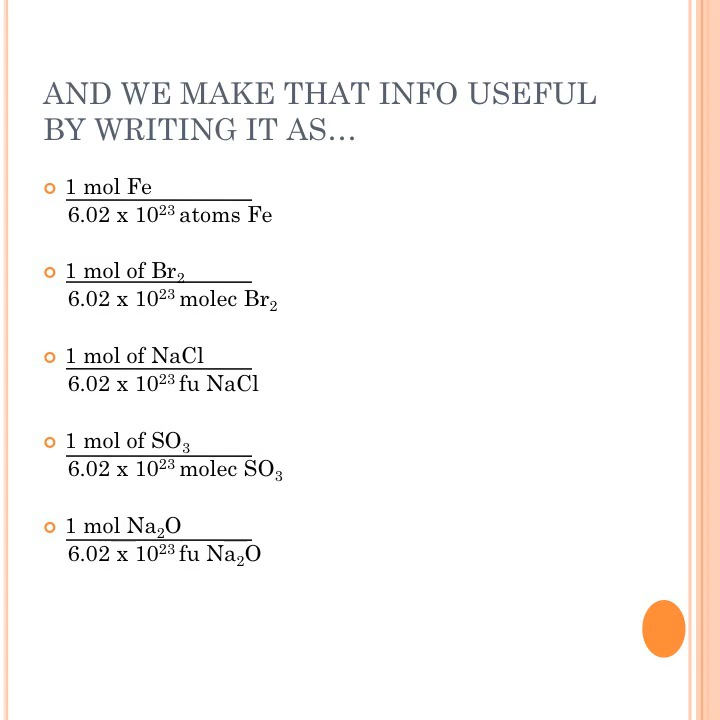 AND WE MAKE THAT INFO USEFUL
BY WRITING IT AS…
1 mol Fe
6.02 x 10²³ atoms Fe
1 mol of Br₂
6.02 x 10²³ molec Br₂
1 mol of NaCl
6.02 x 10²³ fu NaCl
1 mol of SO₃
6.02 x 10²³ molec SO₃
1 mol Na₂O
6.02 x 10²³ fu Na₂O